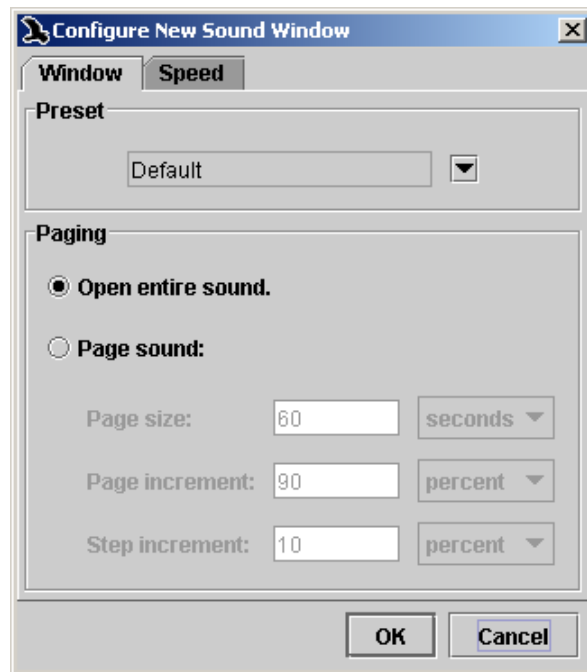 Configure New Sound Window
Window Speed
Preset
Default
Paging
Open entire sound.
Page sound:
Page size: 60 seconds
Page increment: 90 percent
Step increment: 10 percent
OK Cancel